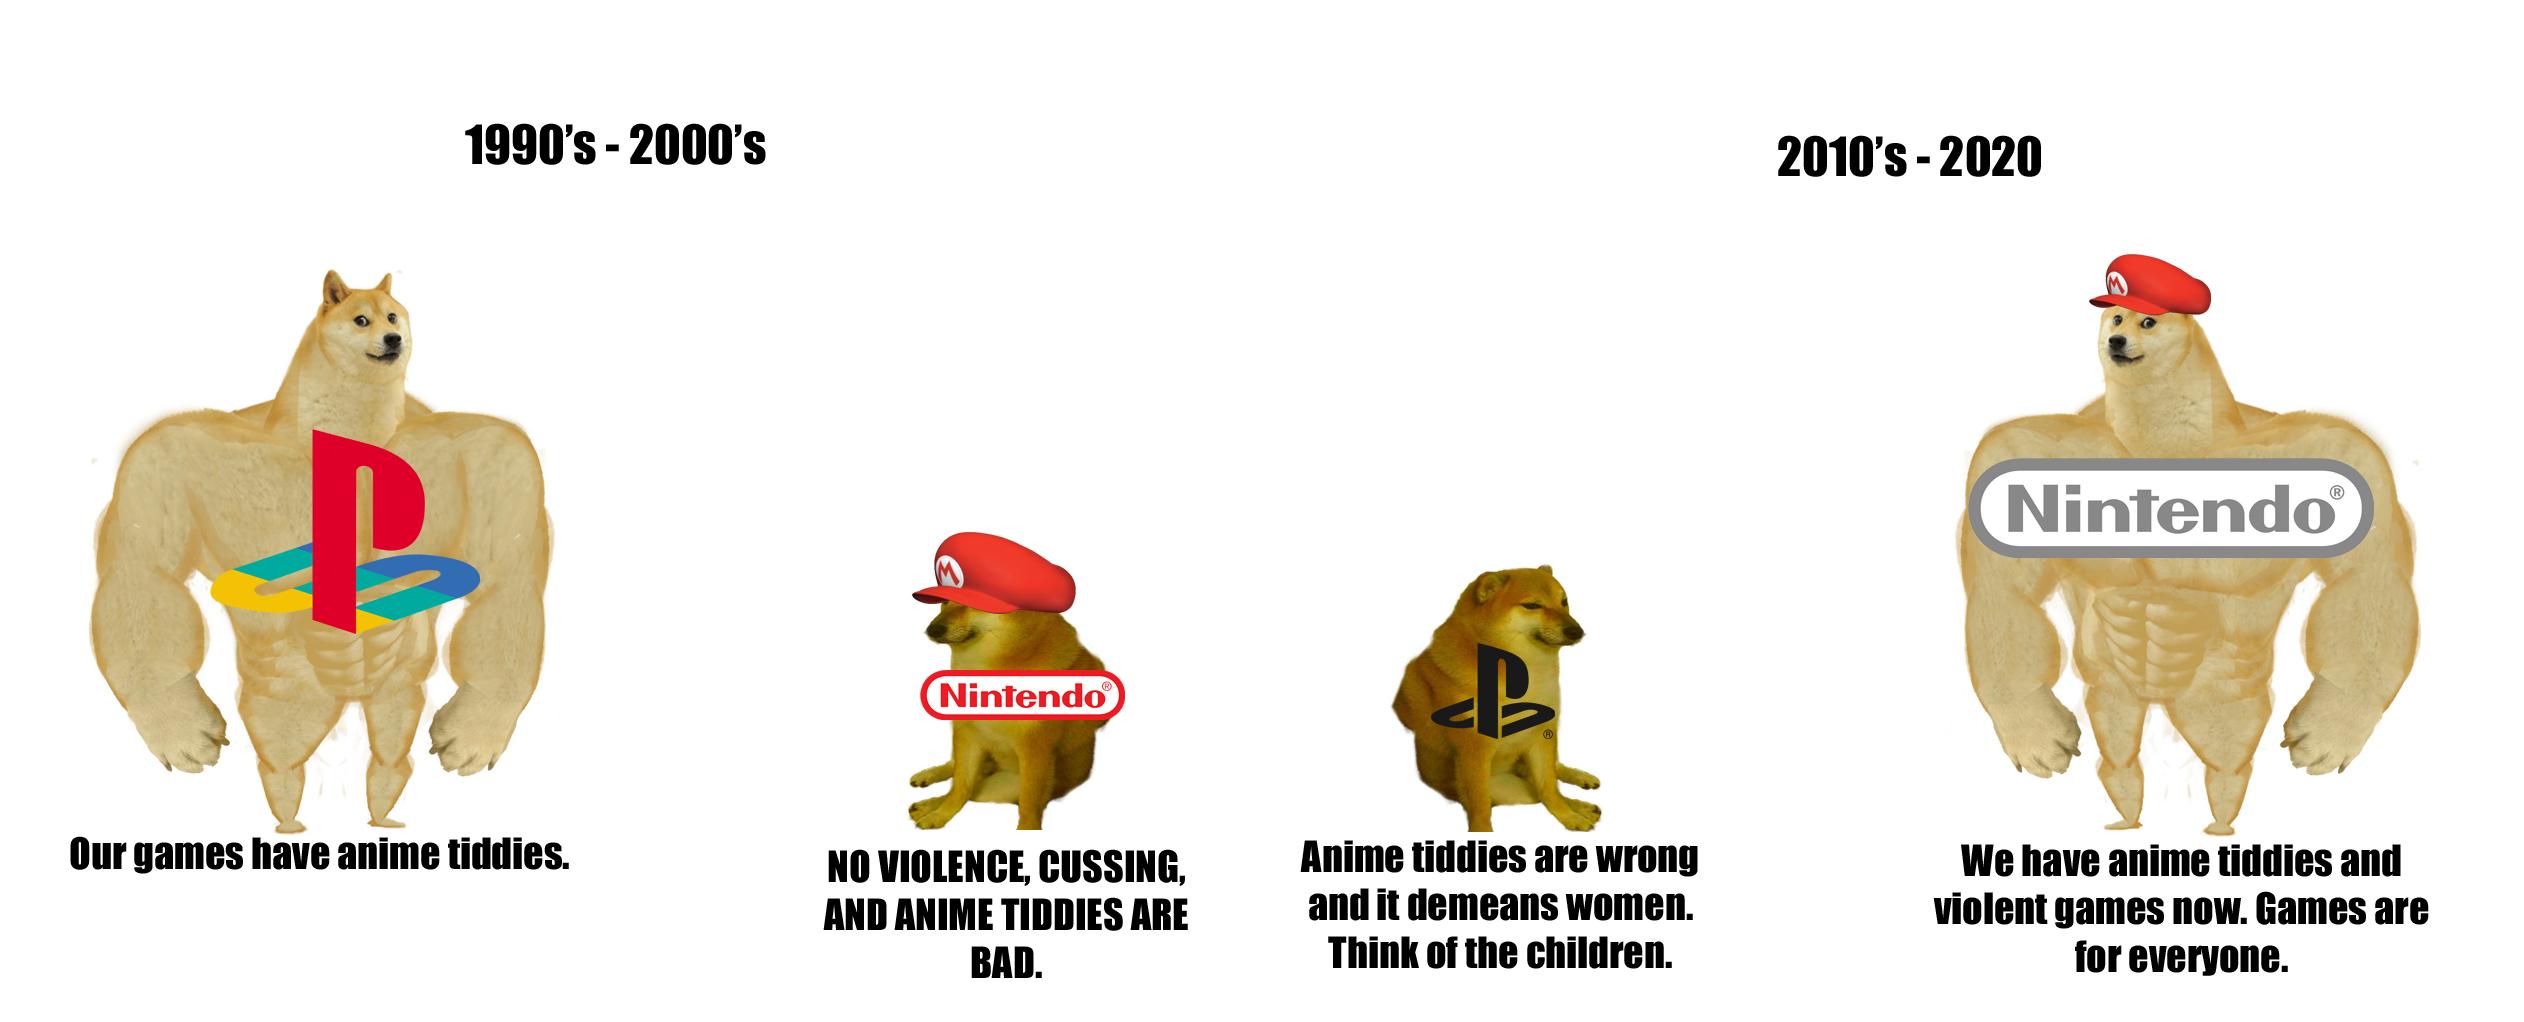 1990’s - 2000’s
2010’s - 2020
M
Nintendo®
Our games have anime tiddies.
M
Nintendo®
NO VIOLENCE, CUSSING,
AND ANIME TIDDIES ARE
BAD.
®
Anime tiddies are wrong
and it demeans women.
Think of the children.
We have anime tiddies and
violent games now. Games are
for everyone.